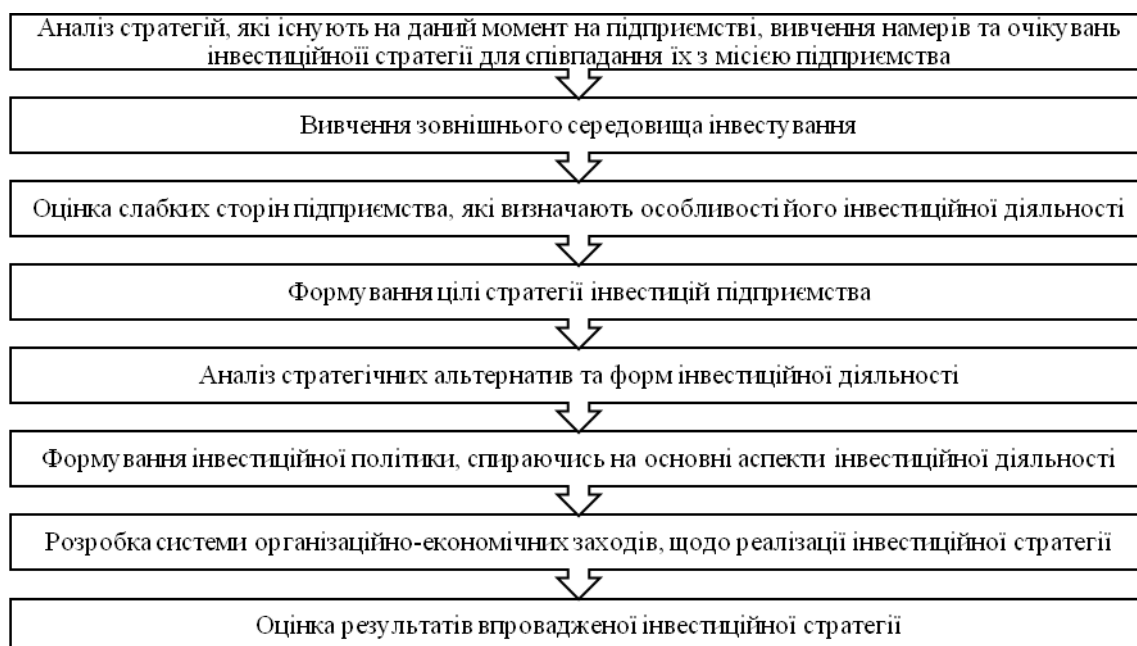 Аналіз стратегій, які існують на даний момент на підприємстві, вивчення намерів та очікувань
інвестиційноїї стратегії для співпадання їх з місією підприємства
Вивчення зовнішнього середовища інвестування
Оцінка слабких сторін підприємства, які визначають особливості його інвестиційної діяльності
Формування цілі стратегії інвестицій підприємства
Аналіз стратегічних альтернатив та форм інвестиційної діяльності
Формування інвестиційної політики, спираючись на основні аспекти інвестиційної діяльності
Розробка системи організаційно-економічних заходів, щодо реалізації інвестиційної стратегії
Оцінка результатів впровадженої інвестиційної стратегії